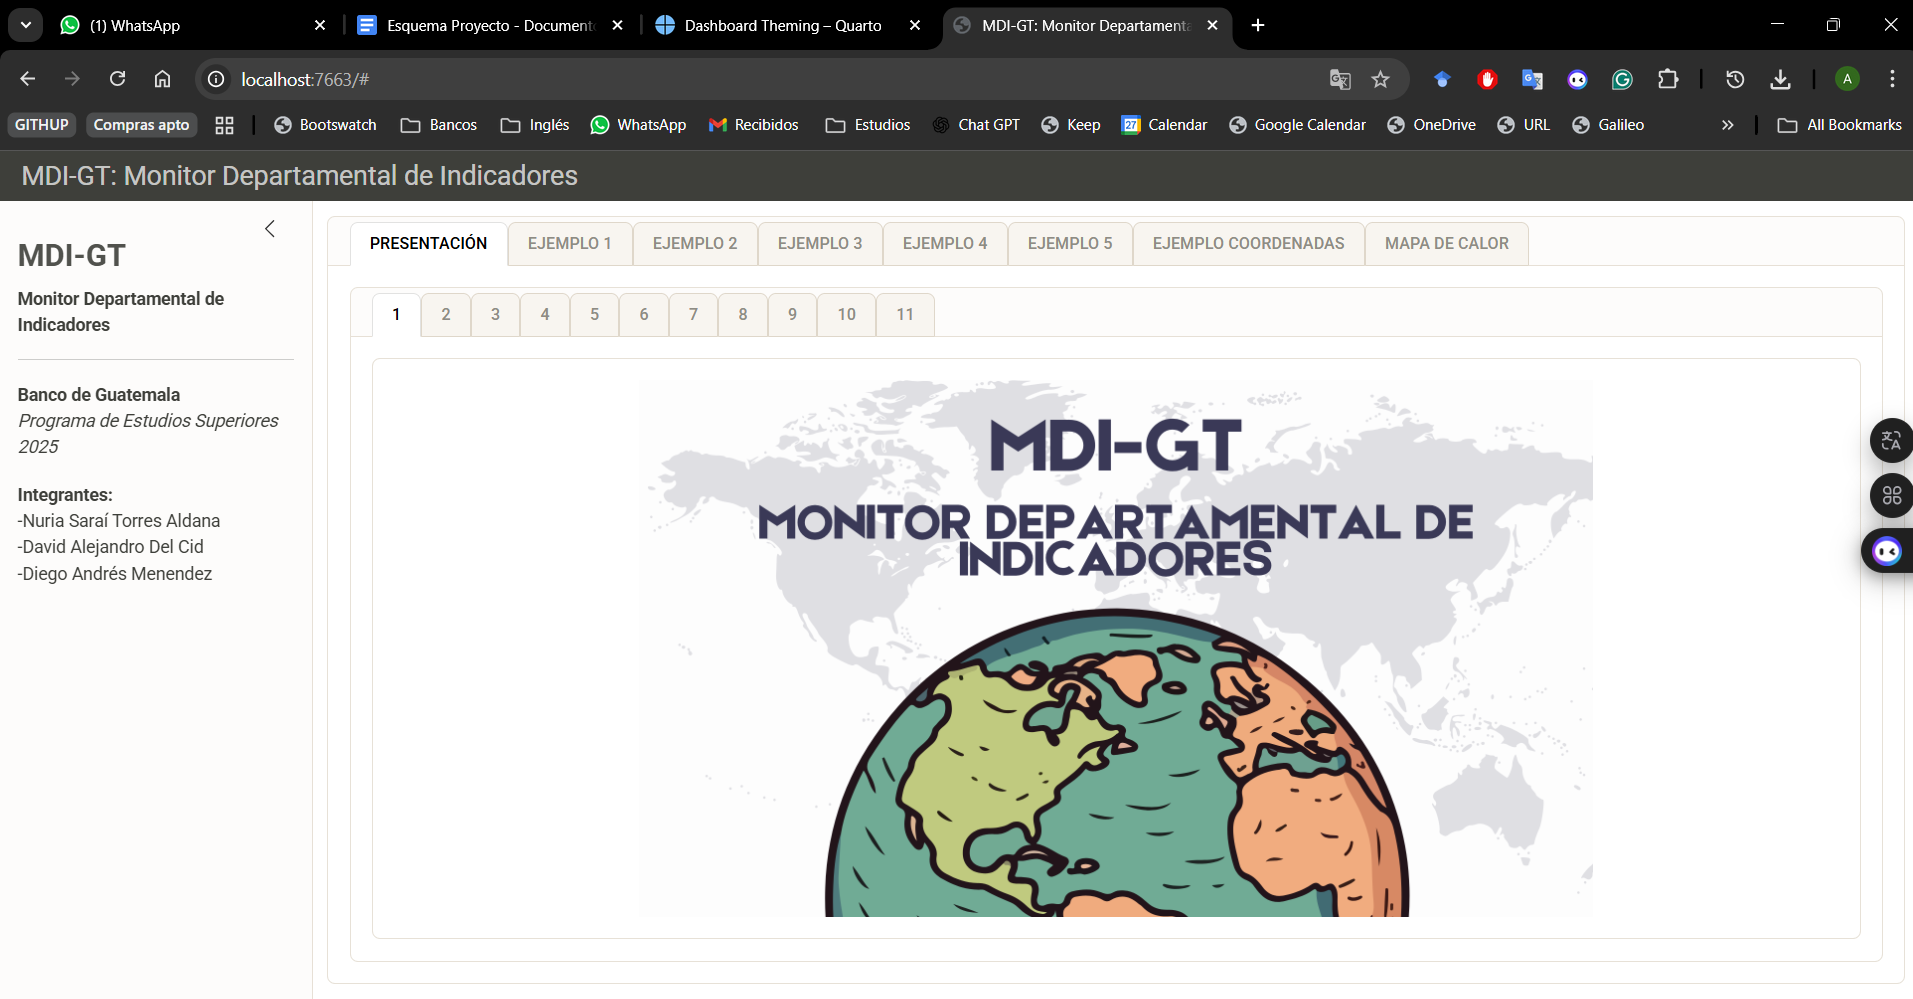 (1) WhatsApp
Esquema Proyecto - Document
Dashboard Theming – Quarto
MDI-GT: Monitor Departament
localhost:7663/#
A
GITHUP
Compras apto
Bootswatch
Bancos
Inglés
WhatsApp
Recibidos
Estudios
Chat GPT
Keep
27
Calendar
Google Calendar
OneDrive
URL
Galileo
All Bookmarks
MDI-GT: Monitor Departamental de Indicadores
MDI-GT
Monitor Departamental de
Indicadores
Banco de Guatemala
Programa de Estudios Superiores
2025
Integrantes:
-Nuria Saraí Torres Aldana
-David Alejandro Del Cid
-Diego Andrés Menendez
PRESENTACIÓN
EJEMPLO 1
EJEMPLO 2
EJEMPLO 3
EJEMPLO 4
EJEMPLO 5
EJEMPLO COORDENADAS
MAPA DE CALOR
1
2
3
4
5
6
7
8
9
10
11
MDI-GT
MONITOR DEPARTAMENTAL DE
INDICADORES